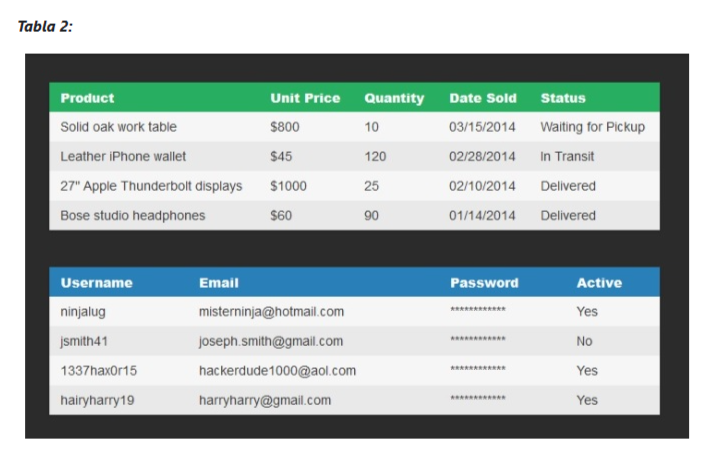 Tabla 2:
Product Unit Price Quantity Date Sold Status
Solid oak work table $800 10 03/15/2014 Waiting for Pickup
Leather iPhone wallet $45 120 02/28/2014 In Transit
27" Apple Thunderbolt displays $1000 25 02/10/2014 Delivered
Bose studio headphones $60 90 01/14/2014 Delivered
Username Email Password Active
ninjalug misterninja@hotmail.com ************ Yes
jsmith41 joseph.smith@gmail.com ************ No
1337hax0r15 hackerdude1000@aol.com ************ Yes
hairyharry19 harryharry@gmail.com ************ Yes